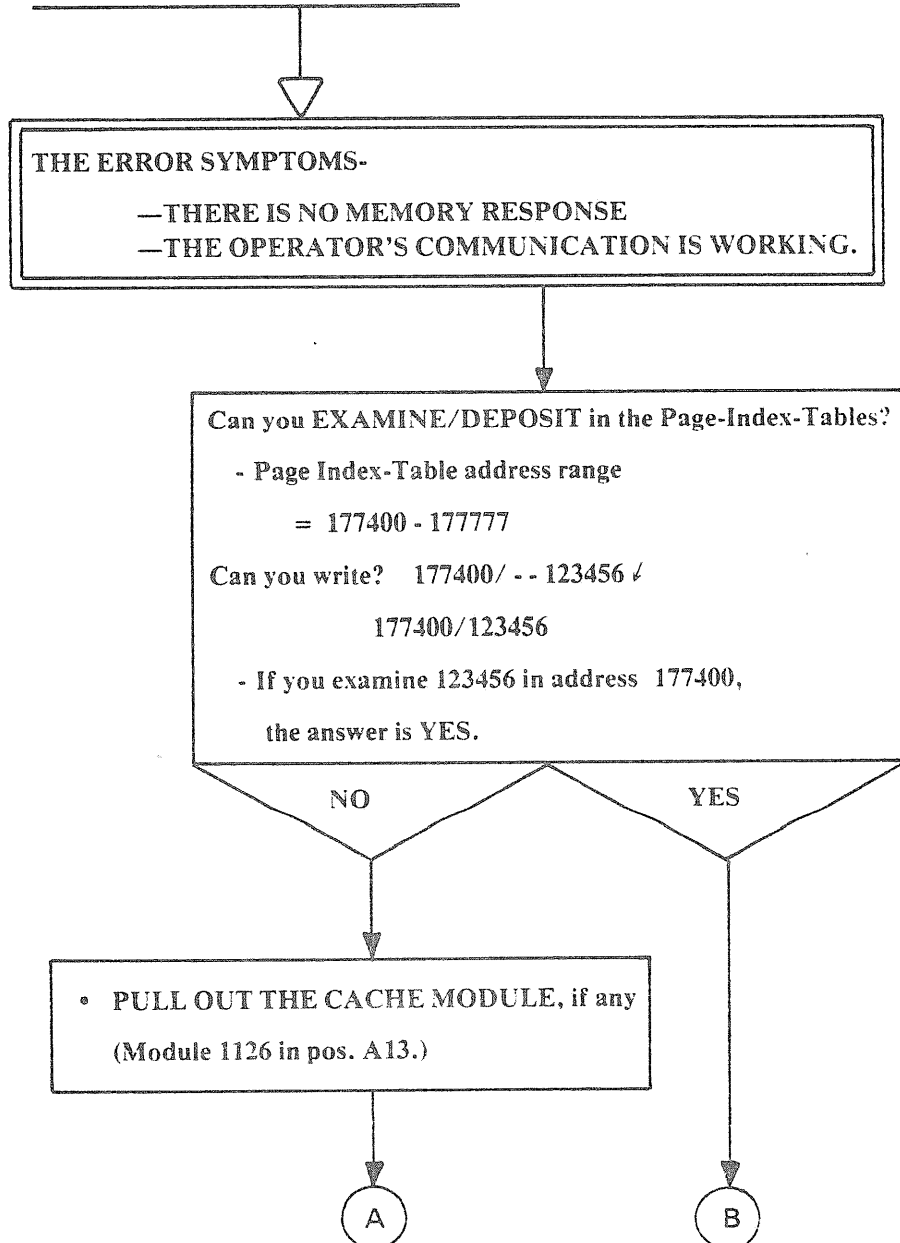 THE ERROR SYMPTOMS-
—THERE IS NO MEMORY RESPONSE
—THE OPERATOR'S COMMUNICATION IS WORKING.
Can you EXAMINE/DEPOSIT in the Page-Index-Tables?
- Page Index-Table address range
= 177400 - 177777
Can you write? 177400/ - - 123456 ↙
177400/123456
- If you examine 123456 in address 177400,
the answer is YES.
NO YES
• PULL OUT THE CACHE MODULE, if any
(Module 1126 in pos. A13.)
A B